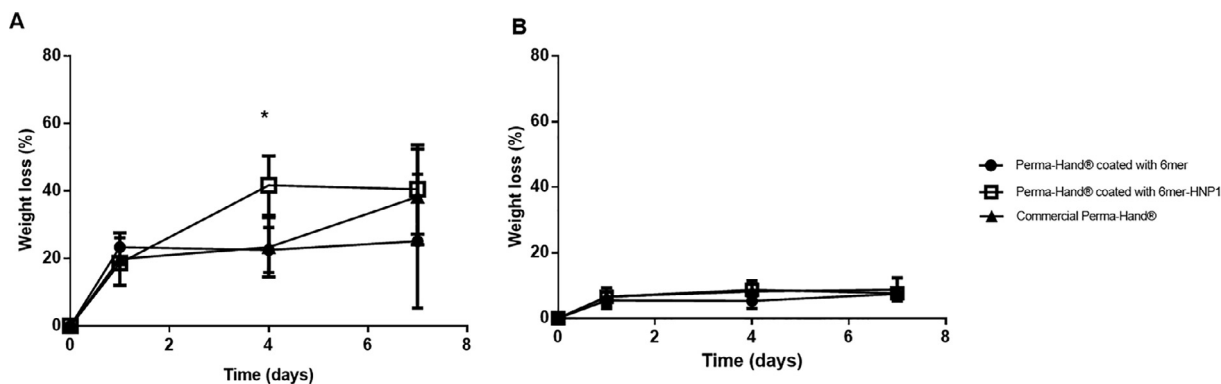 A
80
60
40
20
0
Weight loss (%)
*
0 2 4 6 8
Time (days)
B
80
60
40
20
0
Weight loss (%)
0 2 4 6 8
Time (days)
Perma-Hand® coated with 6mer
Perma-Hand® coated with 6mer-HNP1
Commercial Perma-Hand®